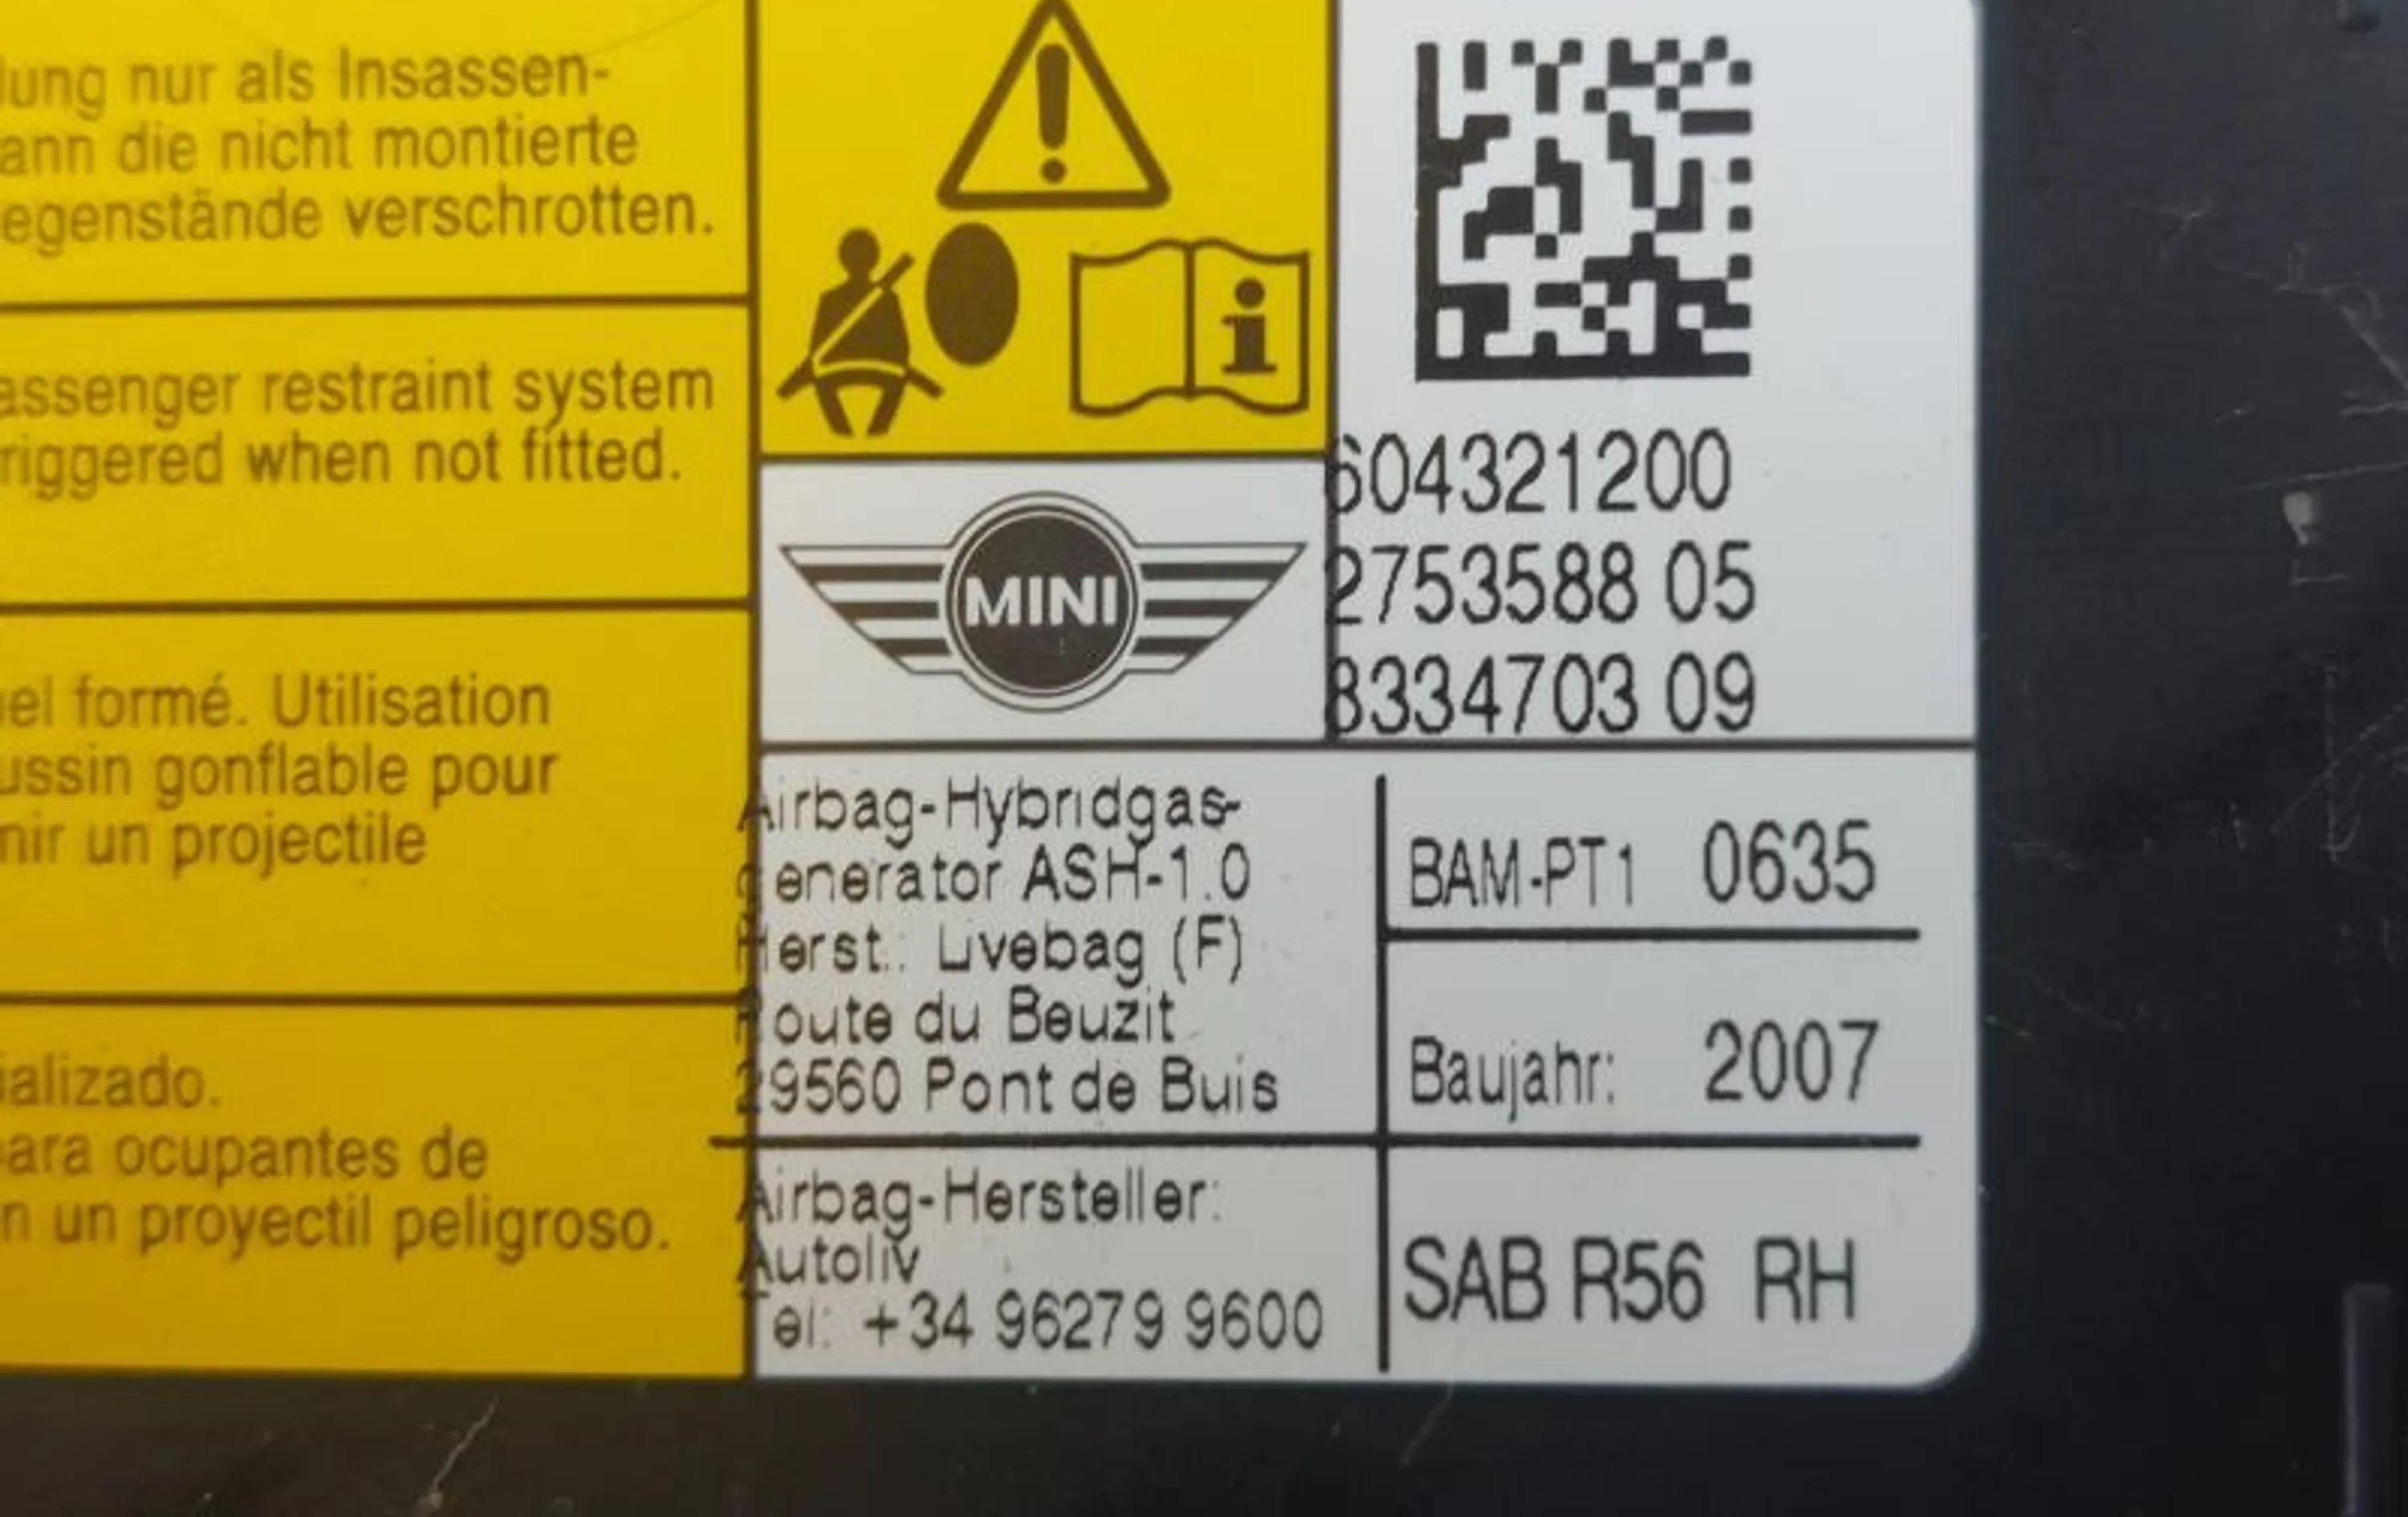 lung nur als Insassen-
ann die nicht montierte
egenstände verschrotten.
assenger restraint system
riggered when not fitted.
el formé. Utilisation
ussin gonflable pour
nir un projectile
ializado.
para ocupantes de
n un proyectil peligroso.
604321200
2753588 05
8334703 09
MINI
Airbag-Hybridgas-
generator ASH-1.0
Herst.: Livebag (F)
Route du Beuzit
29560 Pont de Buis
BAM-PT1 0635
Baujahr: 2007
Airbag-Hersteller:
Autoliv
Tel: +34 96279 9600
SAB R56 RH